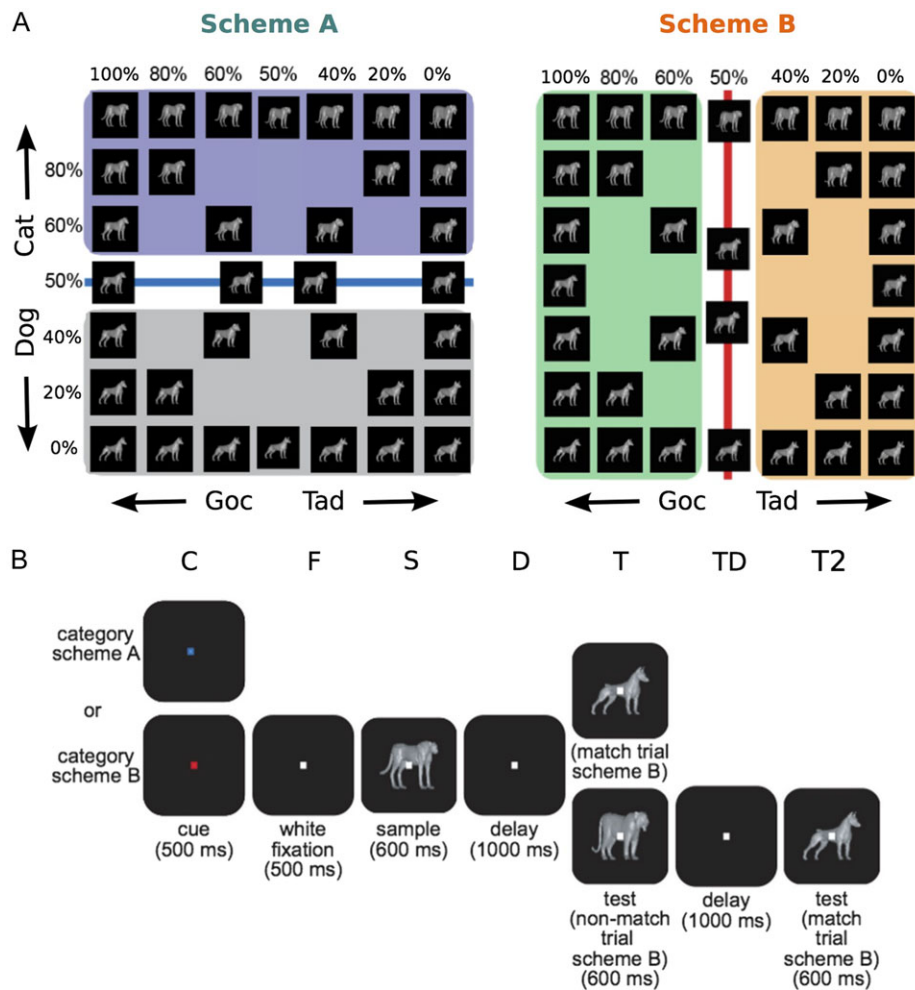 A
Scheme A
Scheme B
100% 80% 60% 50% 40% 20% 0%
100% 80% 60% 50% 40% 20% 0%
Cat
Dog
80%
60%
50%
40%
20%
0%
Goc Tad
Goc Tad
B
C F S D T TD T2
category
scheme A
or
category
scheme B
cue
(500 ms)
white
fixation
(500 ms)
sample
(600 ms)
delay
(1000 ms)
(match trial
scheme B)
test
(non-match
trial
scheme B)
(600 ms)
delay
(1000 ms)
test
(match
trial
scheme B)
(600 ms)